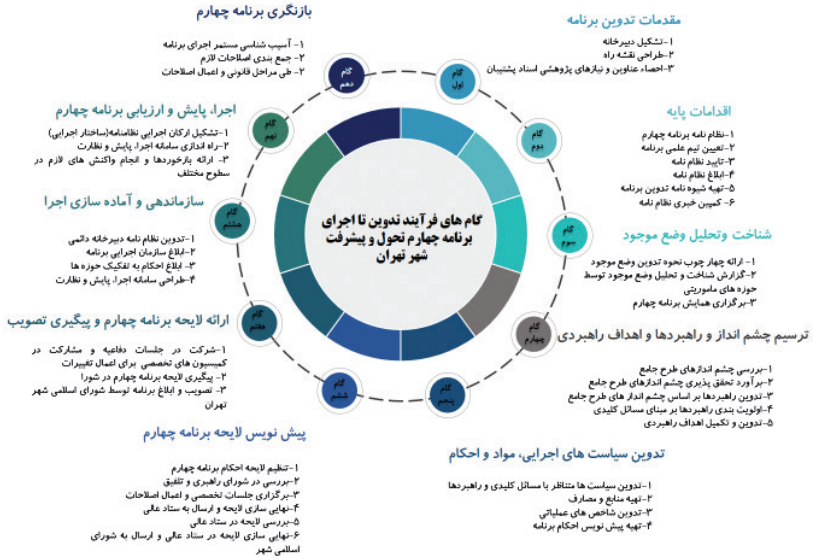 گام های فرآیند تدوین تا اجرای
برنامه چهارم تحول و پیشرفت
شهر تهران
گام
اول
مقدمات تدوین برنامه
۱-تشکیل دبیرخانه
۲-طراحی نقشه راه
۳-احصاء عناوین و نیازهای پژوهشی اسناد پشتیبان
گام
دوم
اقدامات پایه
۱-نظام نامه برنامه چهارم
۲-تعیین تیم علمی برنامه
۳-تایید نظام نامه
۴-ابلاغ نظام نامه
۵-تهیه شیوه نامه تدوین برنامه
۶- کمپین خبری نظام نامه
گام
سوم
شناخت وتحلیل وضع موجود
۱-ارائه چهار چوب نحوه تدوین وضع موجود
۲-گزارش شناخت و تحلیل وضع موجود توسط
حوزه های ماموریتی
۳-برگزاری همایش برنامه چهارم
گام
چهارم
ترسیم چشم انداز و راهبردها و اهداف راهبردی
۱-بررسی چشم اندازهای طرح جامع
۲-برآورد تحقق پذیری چشم اندازهای طرح جامع
۳-تدوین راهبردها بر اساس چشم انداز های طرح جامع
۴-اولویت بندی راهبردها بر مبنای مسائل کلیدی
۵-تدوین و تکمیل اهداف راهبردی
گام
پنجم
تدوین سیاست های اجرایی، مواد و احکام
۱-تدوین سیاست ها متناظر با مسائل کلیدی و راهبردها
۲-تهیه منابع و مصارف
۳-تدوین شاخص های عملیاتی
۴-تهیه پیش نویس احکام برنامه
گام
ششم
پیش نویس لایحه برنامه چهارم
۱-تنظیم لایحه احکام برنامه چهارم
۲-بررسی در شورای راهبری و تلفیق
۳-برگزاری جلسات تخصصی و اعمال اصلاحات
۴-نهایی سازی لایحه و ارسال به ستاد عالی
۵-بررسی لایحه در ستاد عالی
۶-نهایی سازی لایحه در ستاد عالی و ارسال به شورای
اسلامی شهر
گام
هفتم
ارائه لایحه برنامه چهارم و پیگیری تصویب
۱-شرکت در جلسات دفاعیه و مشارکت در
کمیسیون های تخصصی برای اعمال تغییرات
۲- پیگیری لایحه برنامه چهارم در شورا
۳- تصویب و ابلاغ برنامه توسط شورای اسلامی شهر
تهران
گام
هشتم
سازماندهی و آماده سازی اجرا
۱-تدوین نظام نامه دبیرخانه دائمی
۲-ابلاغ سازمان اجرایی برنامه
۳- ابلاغ احکام به تفکیک حوزه ها
۴-طراحی سامانه اجرا، پایش و نظارت
گام
نهم
اجرا، پایش و ارزیابی برنامه چهارم
۱-تشکیل ارکان اجرایی نظامنامه(ساختار اجرایی)
۲-راه اندازی سامانه اجرا، پایش و نظارت
۳- ارائه بازخوردها و انجام واکنش های لازم در
سطوح مختلف
گام
دهم
بازنگری برنامه چهارم
۱- آسیب شناسی مستمر اجرای برنامه
۲- جمع بندی اصلاحات لازم
۲- طی مراحل قانونی و اعمال اصلاحات